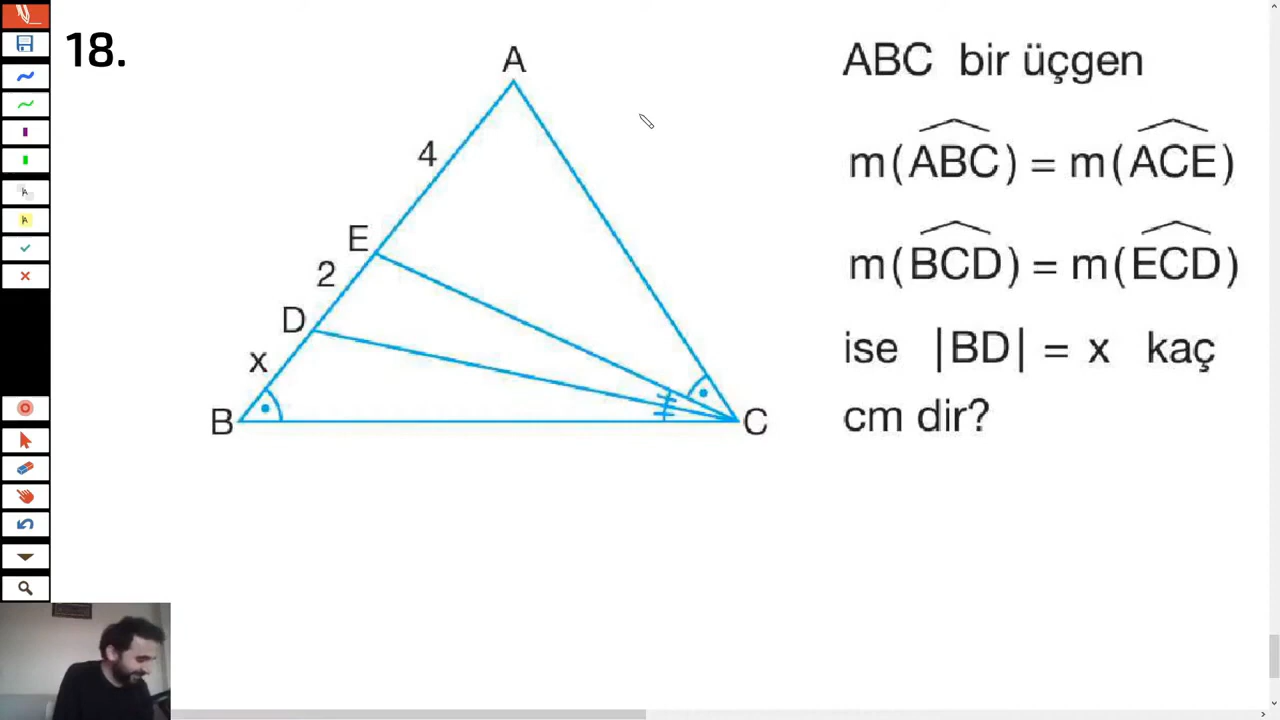 18.
A
4
E
2
D
x
B
C
ABC bir üçgen
m(ABC) = m(ACE)
m(BCD) = m(ECD)
ise |BD| = x kaç
cm dir?